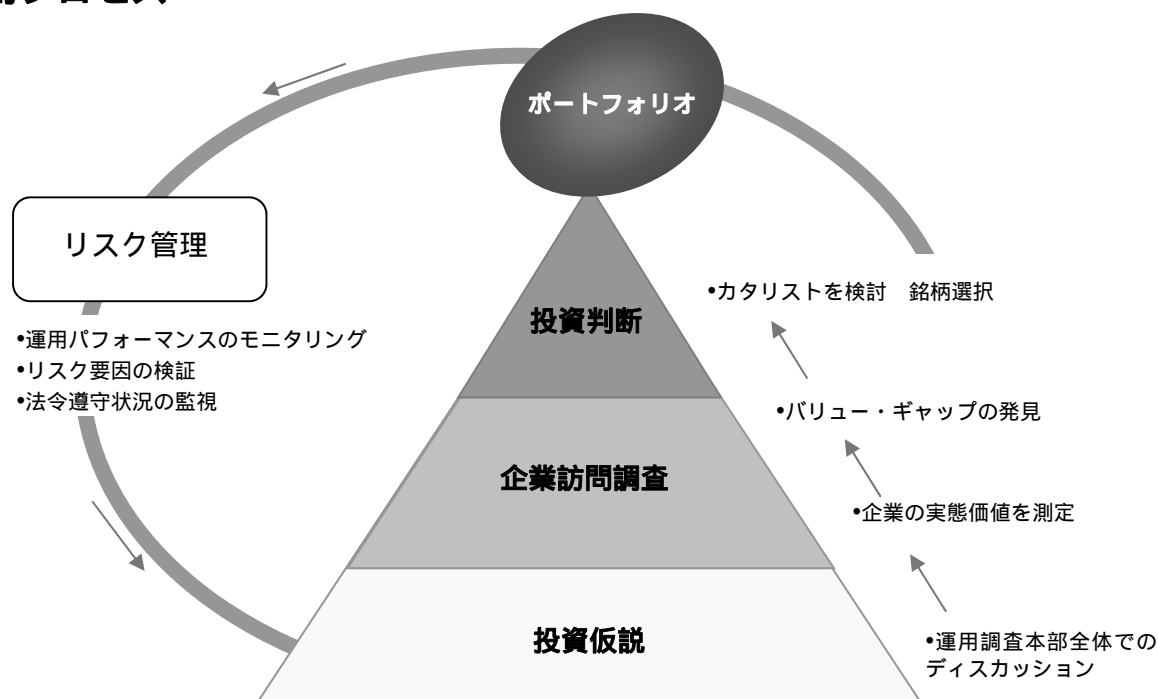 ポートフォリオ
リスク管理
•運用パフォーマンスのモニタリング
•リスク要因の検証
•法令遵守状況の監視
投資判断
企業訪問調査
投資仮説
•カタリストを検討　銘柄選択
•バリュー・ギャップの発見
•企業の実態価値を測定
•運用調査本部全体での
ディスカッション